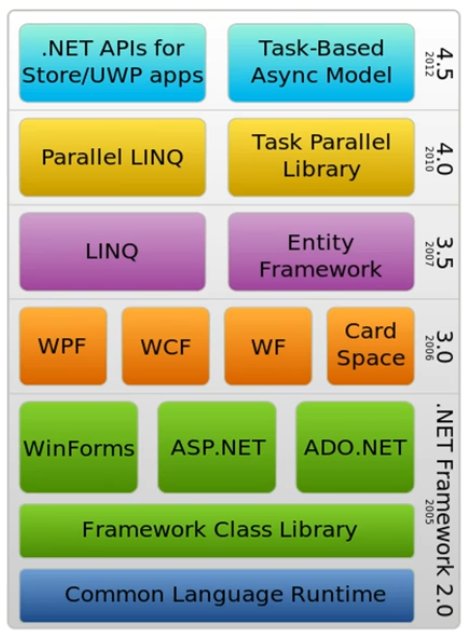 .NET APIs for
Store/UWP apps
Task-Based
Async Model
4.5
2012
Parallel LINQ
Task Parallel
Library
4.0
2010
LINQ
Entity
Framework
3.5
2007
WPF
WCF
WF
Card
Space
3.0
2006
WinForms
ASP.NET
ADO.NET
Framework Class Library
Common Language Runtime
.NET Framework 2.0
2005